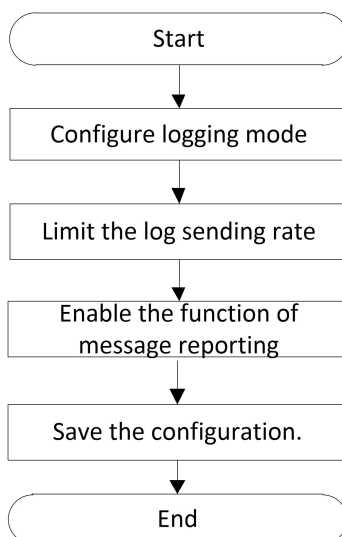 Start
Configure logging mode
Limit the log sending rate
Enable the function of
message reporting
Save the configuration.
End